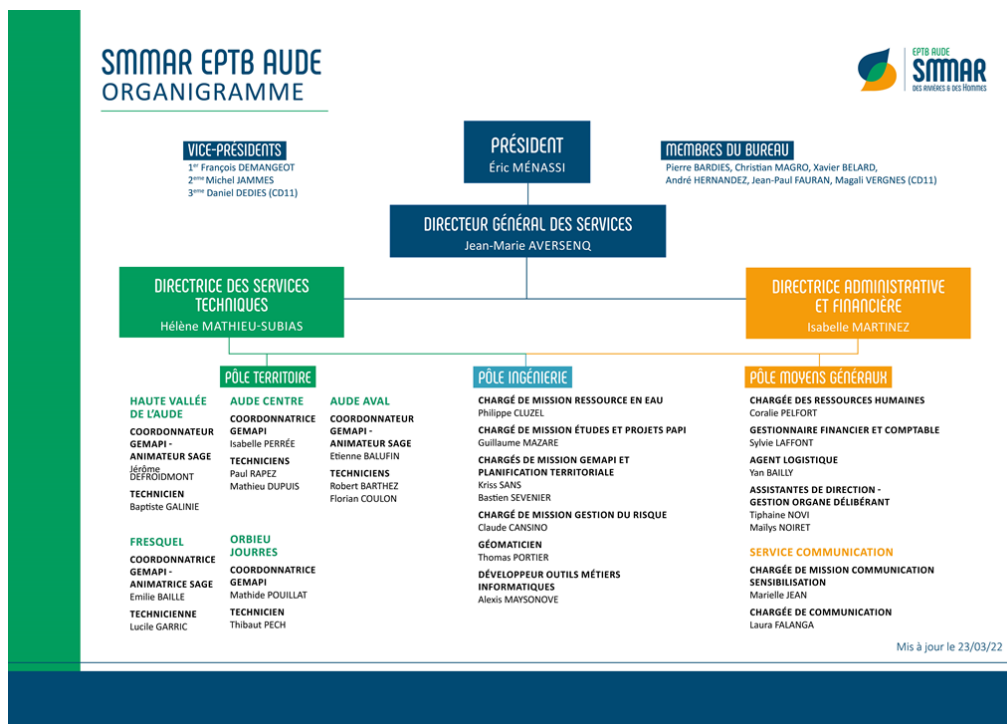 SMMAR EPTB AUDE
ORGANIGRAMME
EPTB AUDE
SMMAR
DES RIVIÈRES & DES HOMMES
PRÉSIDENT
Éric MÉNASSI
VICE-PRÉSIDENTS
1er François DEMANGEOT
2eme Michel JAMMES
3eme Daniel DEDIES (CD11)
MEMBRES DU BUREAU
Pierre BARDIES, Christian MAGRO, Xavier BELARD,
André HERNANDEZ, Jean-Paul FAURAN, Magali VERGNES (CD11)
DIRECTEUR GÉNÉRAL DES SERVICES
Jean-Marie AVERSENQ
DIRECTRICE DES SERVICES
TECHNIQUES
Hélène MATHIEU-SUBIAS
DIRECTRICE ADMINISTRATIVE
ET FINANCIÈRE
Isabelle MARTINEZ
PÔLE TERRITOIRE
HAUTE VALLÉE
DE L'AUDE
COORDONNATEUR
GEMAPI -
ANIMATEUR SAGE
Jérôme
DEFROIDMONT
TECHNICIEN
Baptiste GALINIE
AUDE CENTRE
COORDONNATRICE
GEMAPI
Isabelle PERRÉE
TECHNICIENS
Paul RAPEZ
Mathieu DUPUIS
AUDE AVAL
COORDONNATEUR
GEMAPI -
ANIMATEUR SAGE
Etienne BALUFIN
TECHNICIENS
Robert BARTHEZ
Florian COULON
FRESQUEL
COORDONNATRICE
GEMAPI -
ANIMATRICE SAGE
Emilie BAILLE
TECHNICIENNE
Lucile GARRIC
ORBIEU
JOURRES
COORDONNATRICE
GEMAPI
Mathide POUILLAT
TECHNICIEN
Thibaut PECH
PÔLE INGÉNIERIE
CHARGÉ DE MISSION RESSOURCE EN EAU
Philippe CLUZEL
CHARGÉ DE MISSION ÉTUDES ET PROJETS PAPI
Guillaume MAZARE
CHARGÉS DE MISSION GEMAPI ET
PLANIFICATION TERRITORIALE
Kriss SANS
Bastien SEVENIER
CHARGÉ DE MISSION GESTION DU RISQUE
Claude CANSINO
GÉOMATICIEN
Thomas PORTIER
DÉVELOPPEUR OUTILS MÉTIERS
INFORMATIQUES
Alexis MAYSONOVE
PÔLE MOYENS GÉNÉRAUX
CHARGÉE DES RESSOURCES HUMAINES
Coralie PELFORT
GESTIONNAIRE FINANCIER ET COMPTABLE
Sylvie LAFFONT
AGENT LOGISTIQUE
Yan BAILLY
ASSISTANTES DE DIRECTION -
GESTION ORGANE DÉLIBÉRANT
Tiphaine NOVI
Maïlys NOIRET
SERVICE COMMUNICATION
CHARGÉE DE MISSION COMMUNICATION
SENSIBILISATION
Marielle JEAN
CHARGÉE DE COMMUNICATION
Laura FALANGA
Mis à jour le 23/03/22